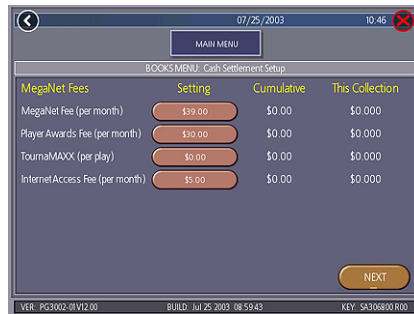 07/25/2003 10:46
MAIN MENU
BOOKS MENU: Cash Settlement Setup
MegaNet Fees Setting Cumulative This Collection
MegaNet Fee (per month) $39.00 $0.00 $0.000
Player Awards Fee (per month) $30.00 $0.00 $0.000
TournaMAXX (per play) $0.00 $0.00 $0.000
Internet Access Fee (per month) $5.00 $0.00 $0.000
NEXT
VER: PG3002-01V12.00 BUILD: Jul 25 2003 08:59:43 KEY: SA306800 R00